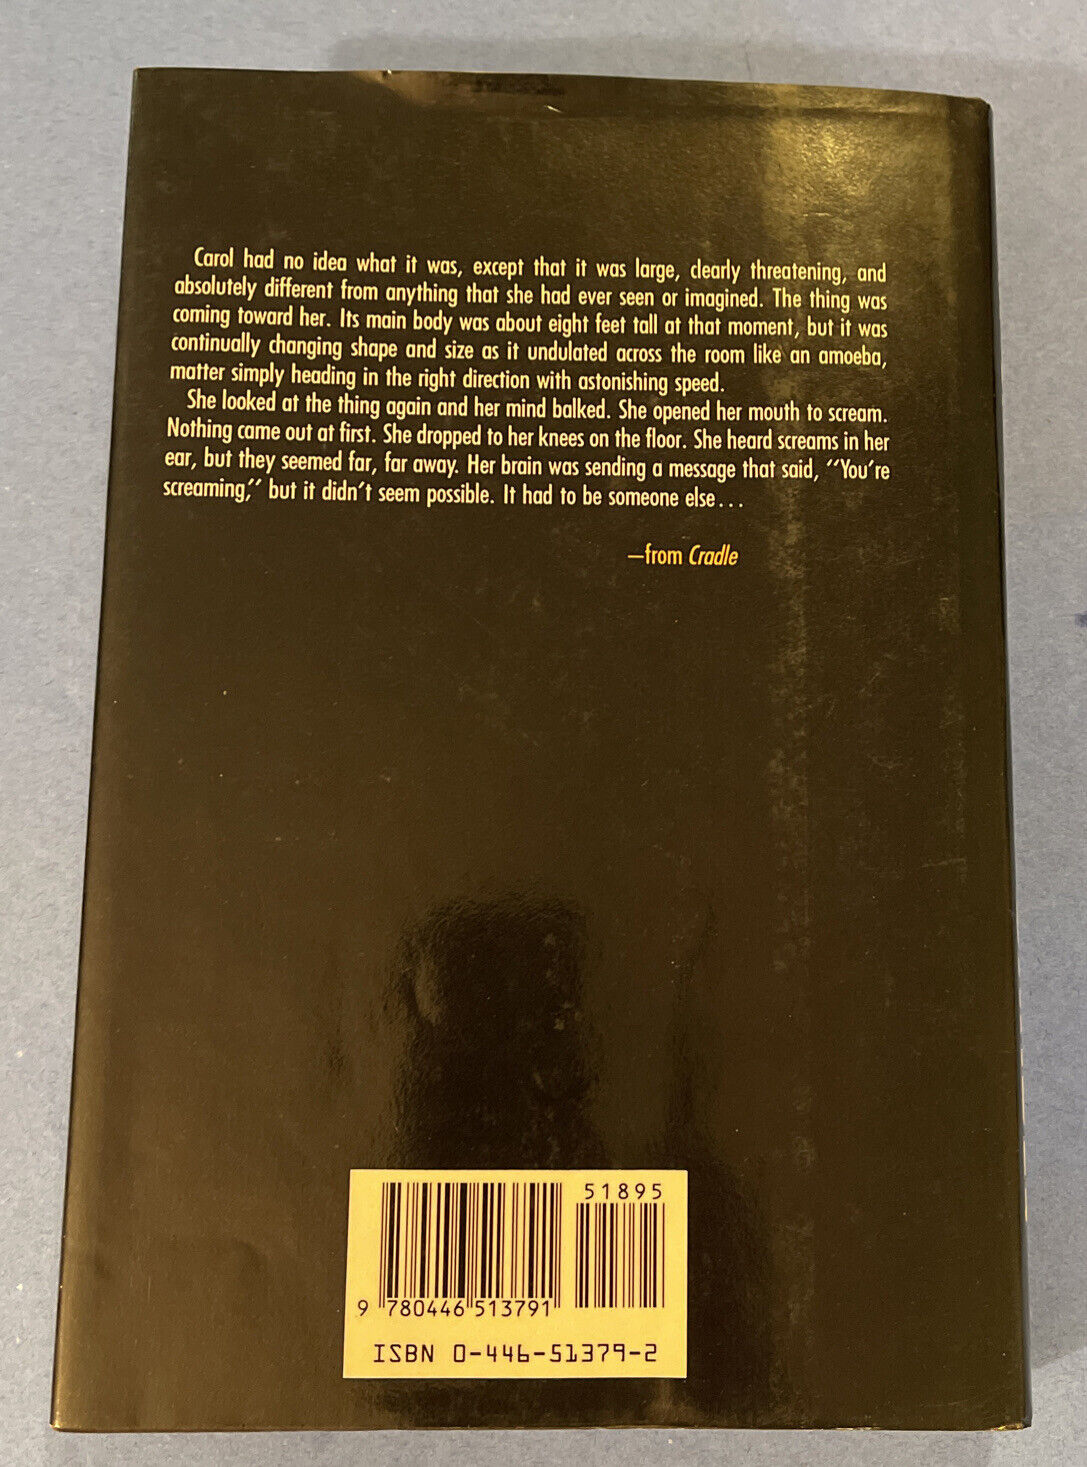 Carol had no idea what it was, except that it was large, clearly threatening, and
absolutely different from anything that she had ever seen or imagined. The thing was
coming toward her. Its main body was about eight feet tall at that moment, but it was
continually changing shape and size as it undulated across the room like an amoeba,
matter simply heading in the right direction with astonishing speed.
She looked at the thing again and her mind balked. She opened her mouth to scream.
Nothing came out at first. She dropped to her knees on the floor. She heard screams in her
ear, but they seemed far, far away. Her brain was sending a message that said, "You're
screaming," but it didn't seem possible. It had to be someone else...
—from Cradle
51895
9 780446 513791
ISBN 0-446-51379-2